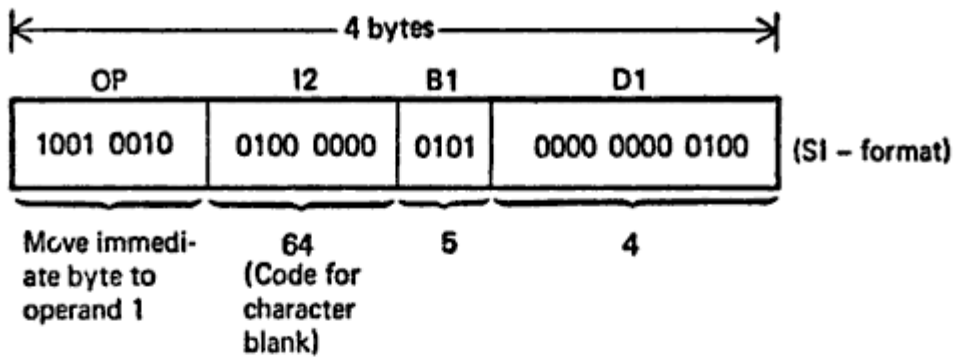 4 bytes
OP I2 B1 D1
1001 0010 0100 0000 0101 0000 0000 0100 (SI – format)
Move immedi- 64 5 4
ate byte to (Code for
operand 1 character
blank)